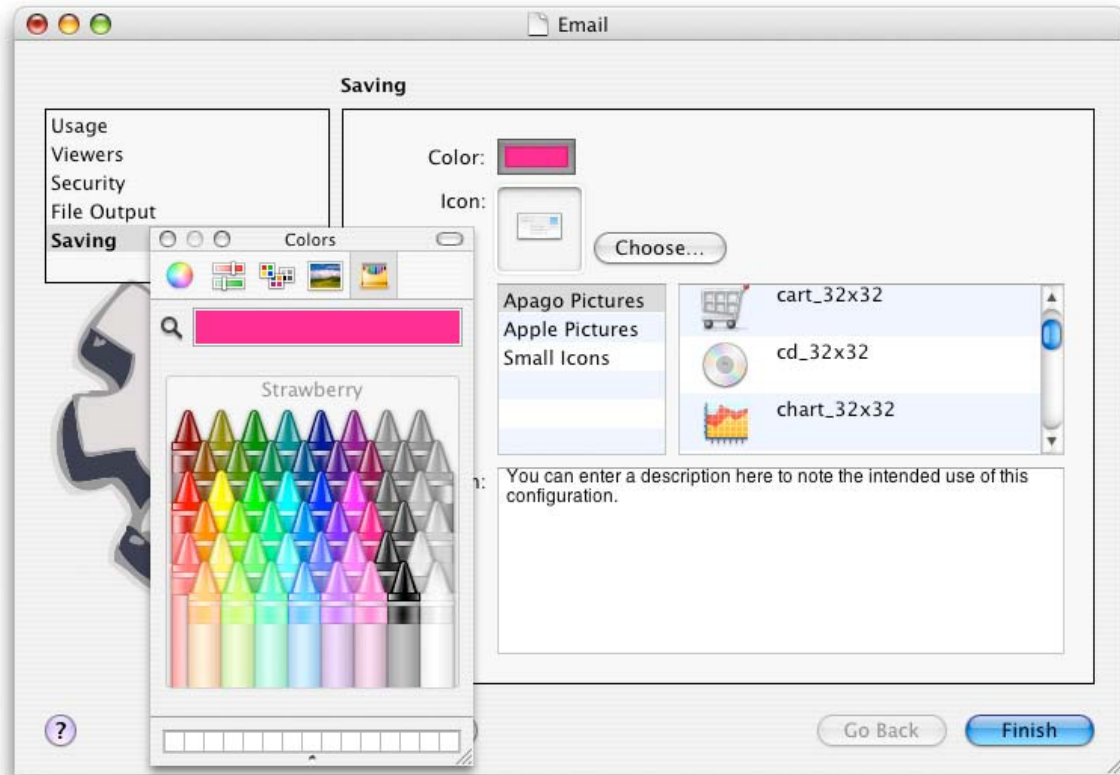 Email
Saving
Usage
Viewers
Security
File Output
Saving
Color:
Icon:
Choose...
Colors
Strawberry
Apago Pictures
Apple Pictures
Small Icons
cart_32x32
cd_32x32
chart_32x32
You can enter a description here to note the intended use of this
configuration.
?
Go Back
Finish